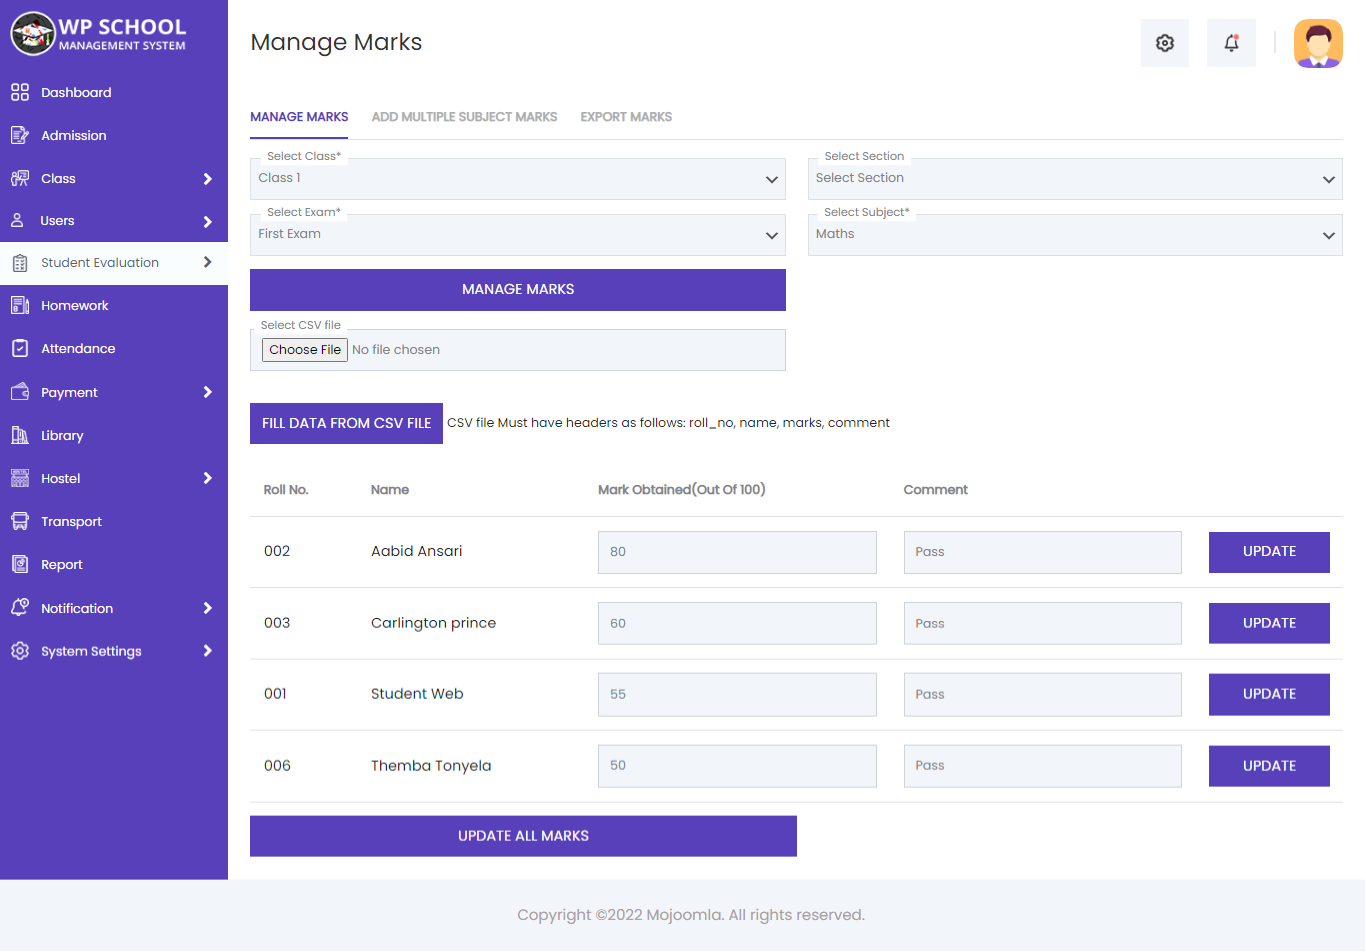 WP SCHOOL
MANAGEMENT SYSTEM
Dashboard
Admission
Class
Users
Student Evaluation
Homework
Attendance
Payment
Library
Hostel
Transport
Report
Notification
System Settings
Manage Marks
MANAGE MARKS ADD MULTIPLE SUBJECT MARKS EXPORT MARKS
Select Class* Select Section
Class 1 Select Section
Select Exam* Select Subject*
First Exam Maths
MANAGE MARKS
Select CSV file
Choose File No file chosen
FILL DATA FROM CSV FILE CSV file Must have headers as follows: roll_no, name, marks, comment
Roll No. Name Mark Obtained(Out Of 100) Comment
002 Aabid Ansari 80 Pass UPDATE
003 Carlington prince 60 Pass UPDATE
001 Student Web 55 Pass UPDATE
006 Themba Tonyela 50 Pass UPDATE
UPDATE ALL MARKS
Copyright ©2022 Mojoomla. All rights reserved.